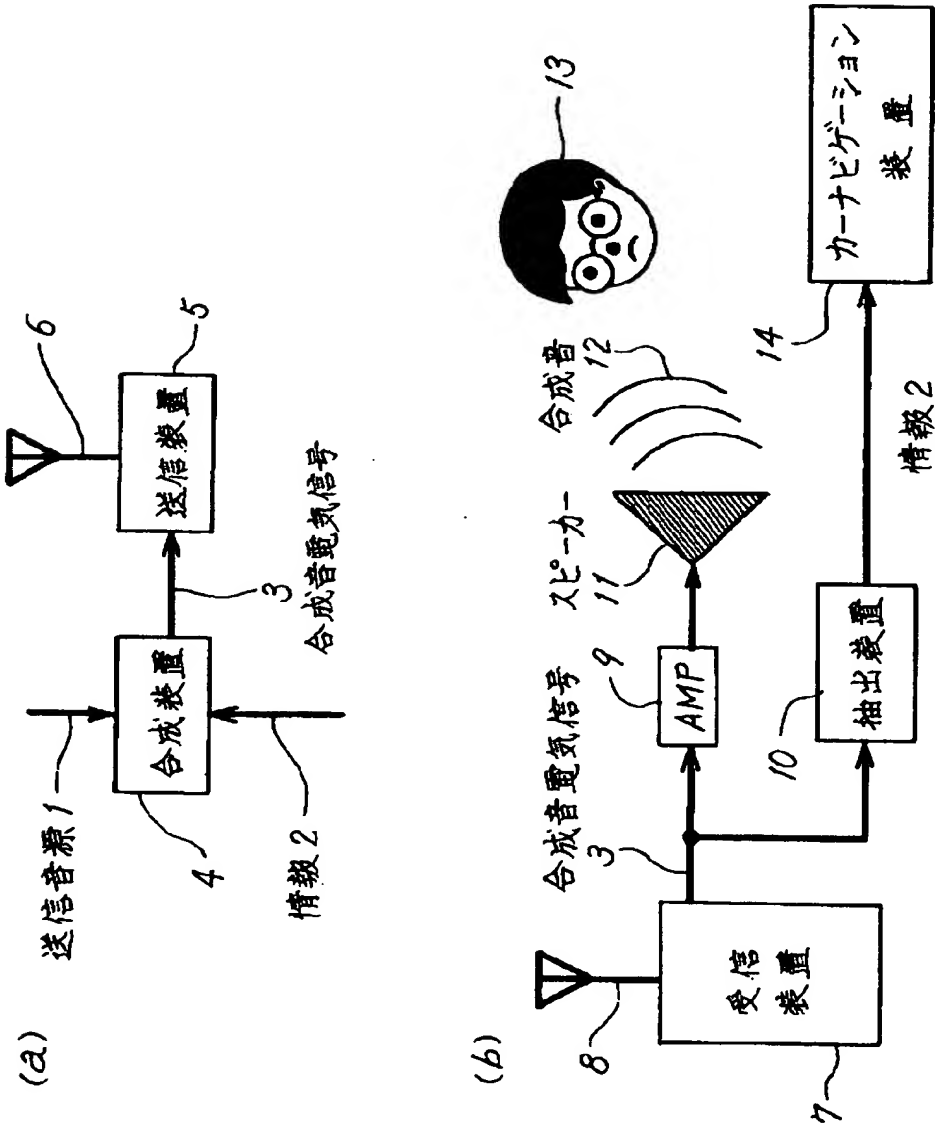 (a)
送信音源1
4
合成装置
情報2
3
合成音電気信号
送信装置
5
6
(b)
8
受信
装置
7
合成音電気信号
3
9
AMP
スピーカー
11
合成音
12
13
10
抽出装置
情報2
14
カーナビゲーション
装置